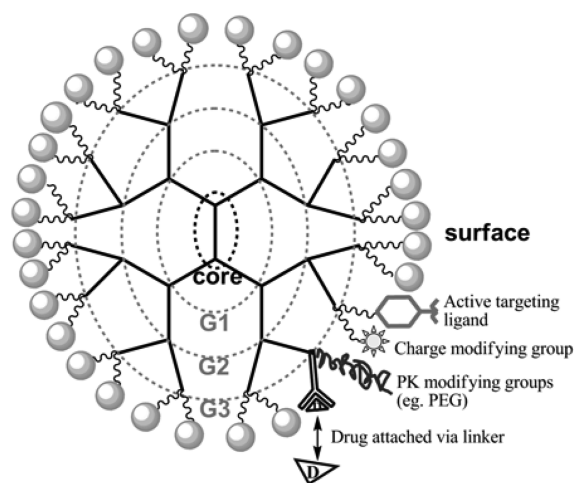 surface
core
Active targeting
ligand
G1
Charge modifying group
G2
PK modifying groups
(eg. PEG)
G3
Drug attached via linker
D